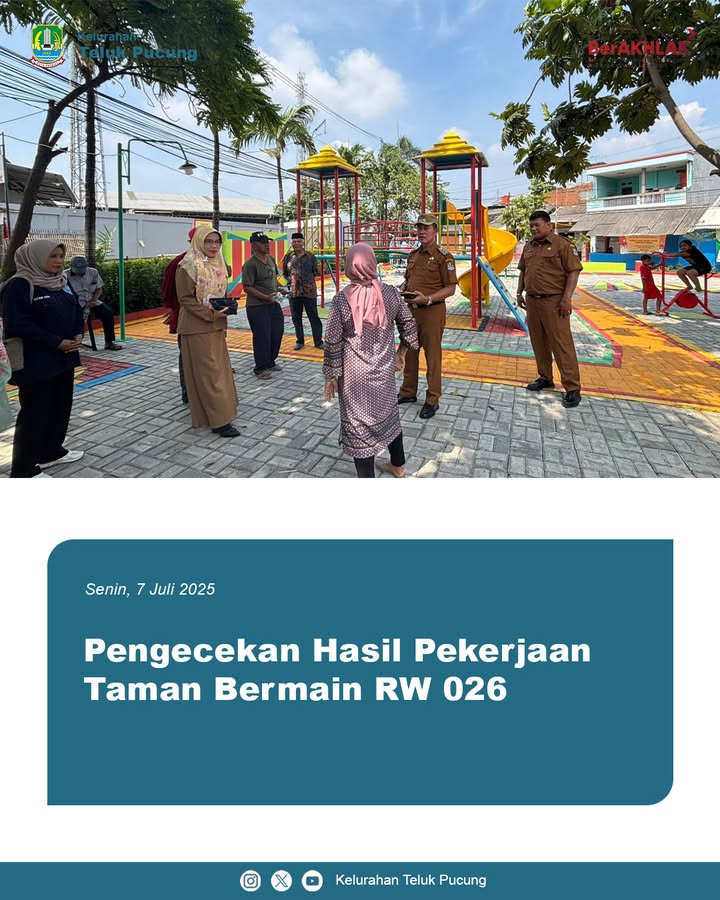 Kelurahan
Teluk Pucung
BerAKHLAK
Senin, 7 Juli 2025
Pengecekan Hasil Pekerjaan
Taman Bermain RW 026
Kelurahan Teluk Pucung